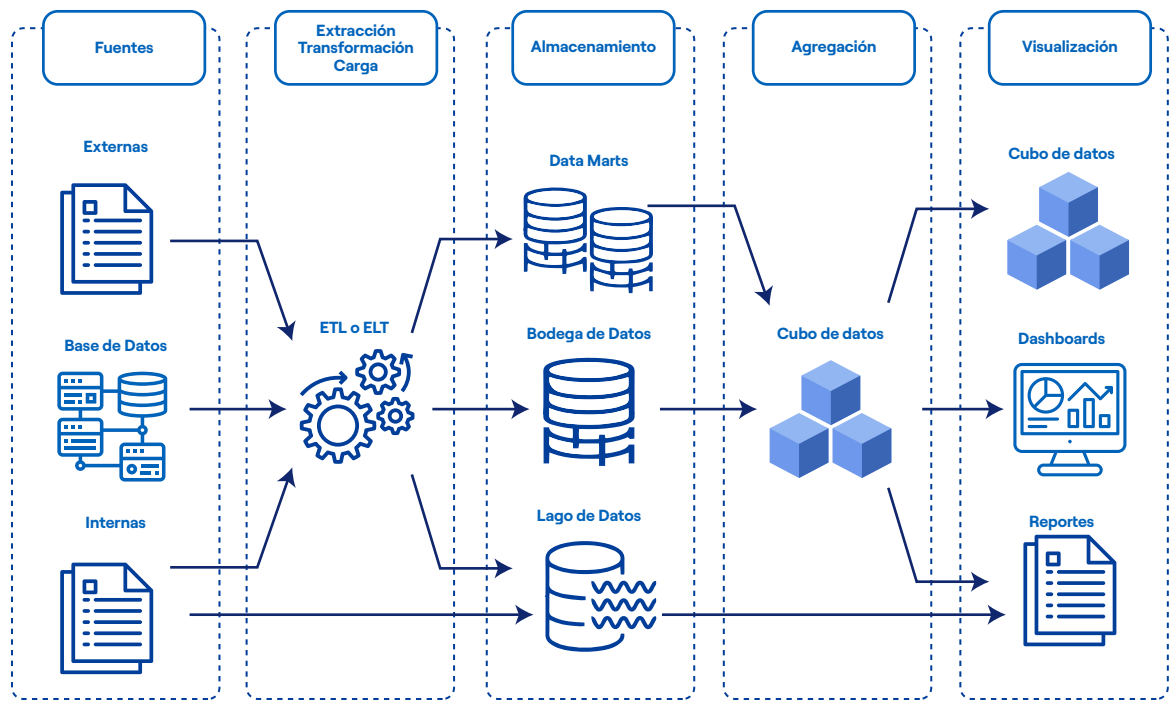 Fuentes
Extracción
Transformación
Carga
Almacenamiento
Agregación
Visualización
Externas
Base de Datos
Internas
ETL o ELT
Data Marts
Bodega de Datos
Lago de Datos
Cubo de datos
Cubo de datos
Dashboards
Reportes